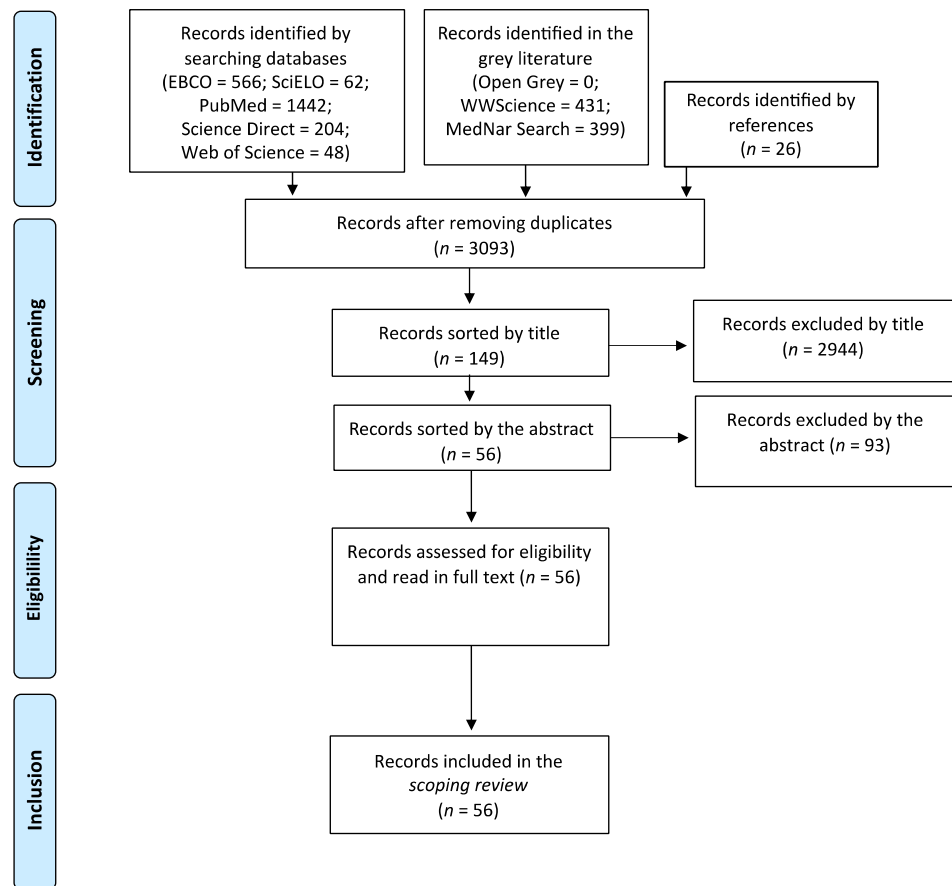 Identification
Records identified by
searching databases
(EBCO = 566; SciELO = 62;
PubMed = 1442;
Science Direct = 204;
Web of Science = 48)
Records identified in the
grey literature
(Open Grey = 0;
WWScience = 431;
MedNar Search = 399)
Records identified by
references
(n = 26)
Screening
Records after removing duplicates
(n = 3093)
Records sorted by title
(n = 149)
Records excluded by title
(n = 2944)
Records sorted by the abstract
(n = 56)
Records excluded by the
abstract (n = 93)
Eligibilility
Records assessed for eligibility
and read in full text (n = 56)
Inclusion
Records included in the
scoping review
(n = 56)